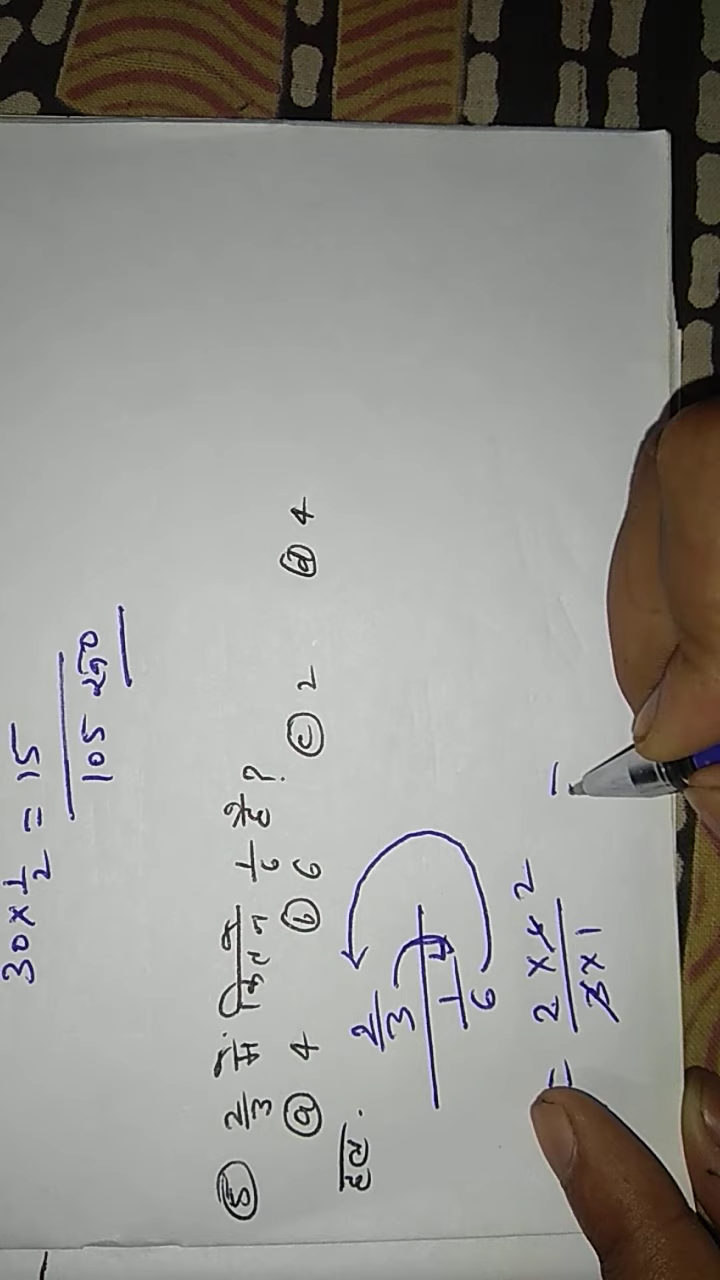 30 × 1/2 = 15
105 रु०
⑤ 2/3 में कितने 1/6 है ?
ⓐ 4 ⓑ 6 ⓒ 2 ⓓ 4
हल.
2/3
1/6
= 2 × 6 2 / 3 × 1